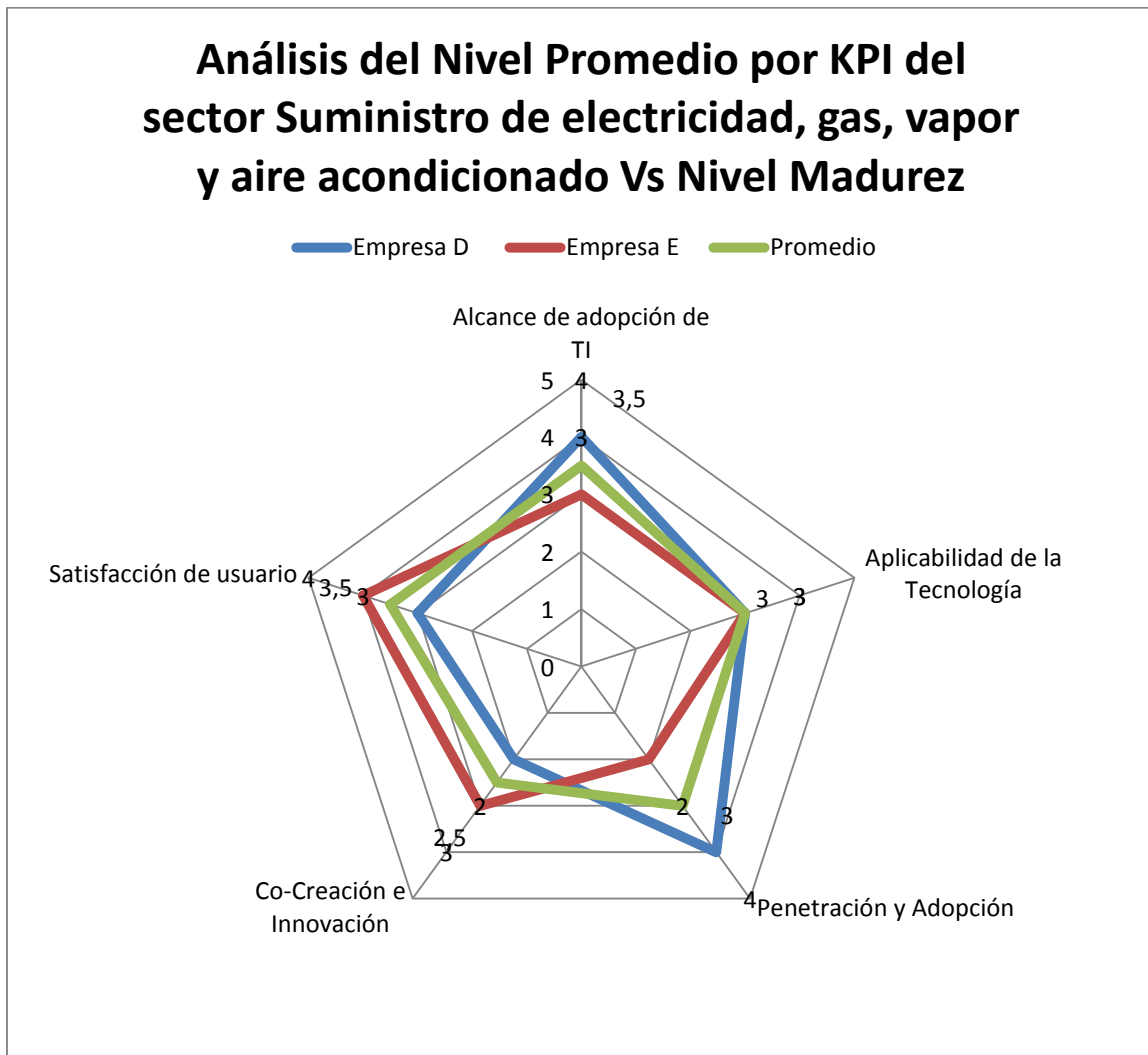 Análisis del Nivel Promedio por KPI del
sector Suministro de electricidad, gas, vapor
y aire acondicionado Vs Nivel Madurez
Empresa D Empresa E Promedio
Alcance de adopción de
TI
5 4 3,5
4 3
3
2
1
0
Aplicabilidad de la
Tecnología
3 3
Satisfacción de usuario
4 3,5 3
2 2 3
2,5
3
Co-Creación e
Innovación
4
Penetración y Adopción